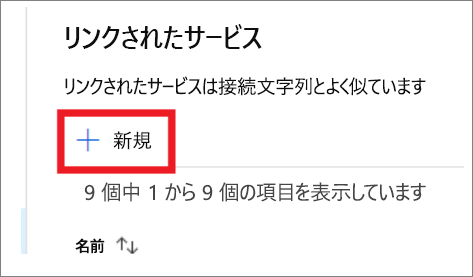 リンクされたサービス
リンクされたサービスは接続文字列とよく似ています
新規
9 個中 1 から 9 個の項目を表示しています
名前